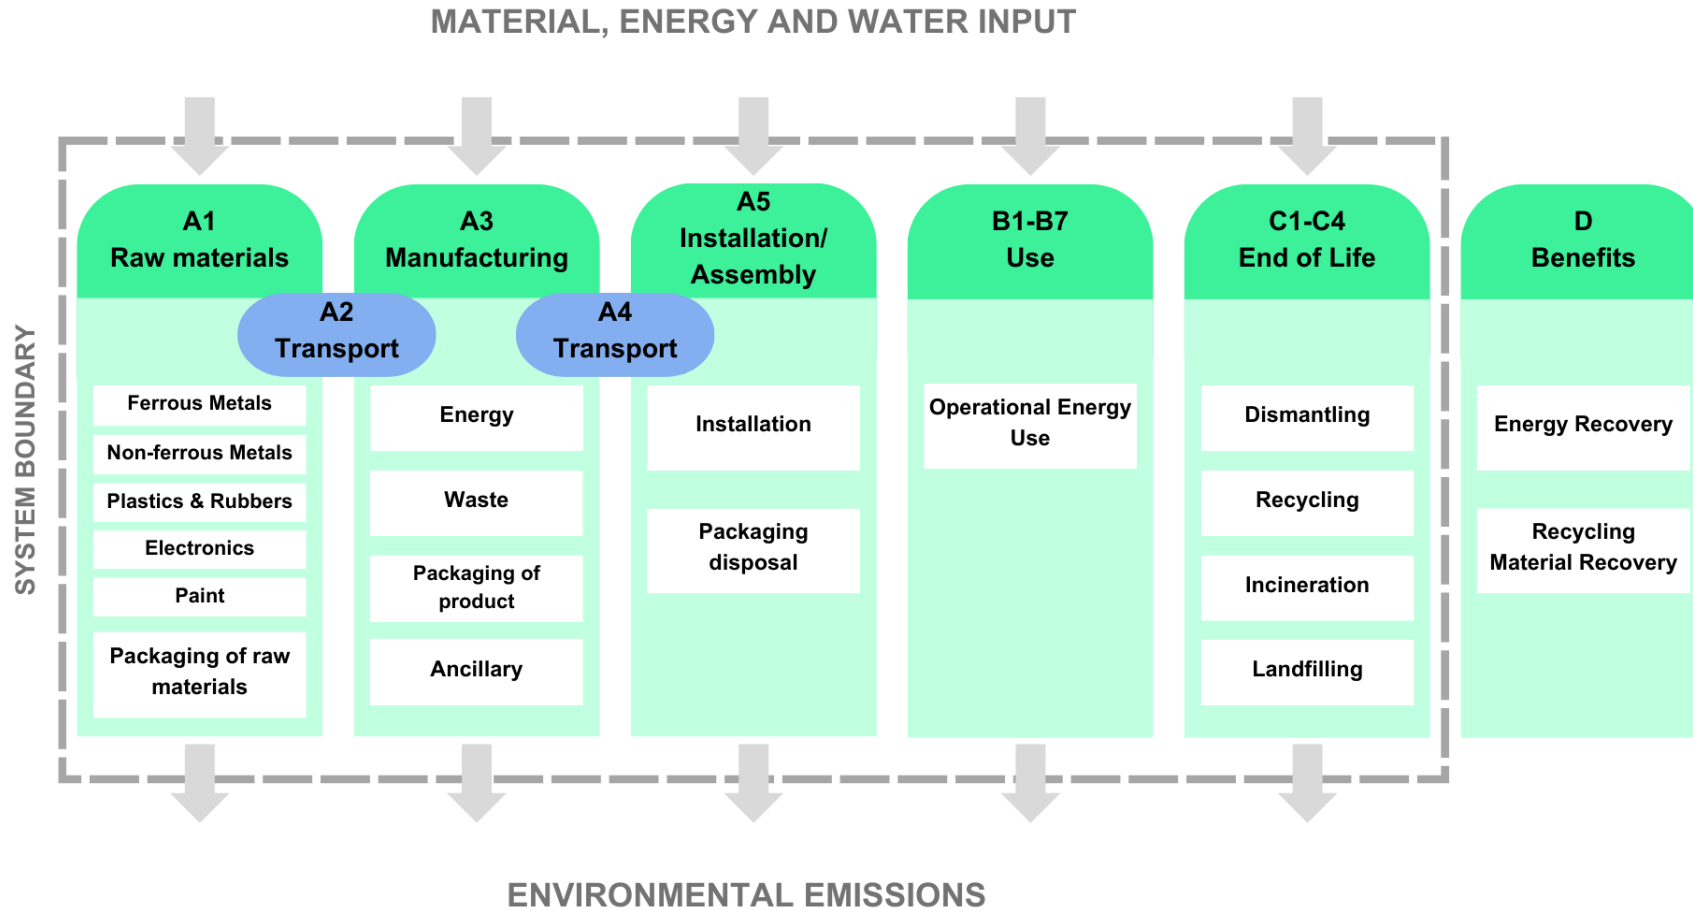 MATERIAL, ENERGY AND WATER INPUT
SYSTEM BOUNDARY
A1
Raw materials
A2
Transport
Ferrous Metals
Non-ferrous Metals
Plastics & Rubbers
Electronics
Paint
Packaging of raw
materials
A3
Manufacturing
A4
Transport
Energy
Waste
Packaging of
product
Ancillary
A5
Installation/
Assembly
Installation
Packaging
disposal
B1-B7
Use
Operational Energy
Use
C1-C4
End of Life
Dismantling
Recycling
Incineration
Landfilling
D
Benefits
Energy Recovery
Recycling
Material Recovery
ENVIRONMENTAL EMISSIONS